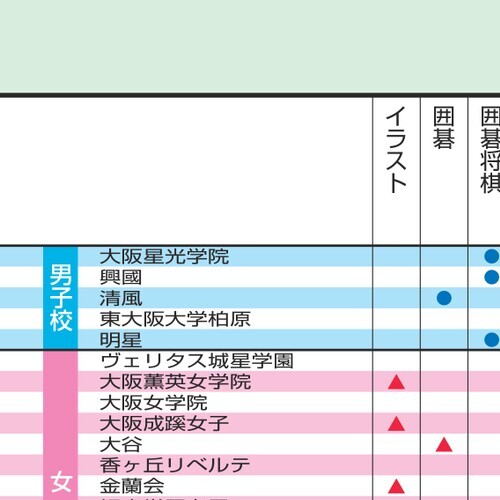 イラスト
囲碁
囲碁将棋
男子校
大阪星光学院
興國
清風
東大阪大学柏原
明星
女
ヴェリタス城星学園
大阪薫英女学院
大阪女学院
大阪成蹊女子
大谷
香ヶ丘リベルテ
金蘭会